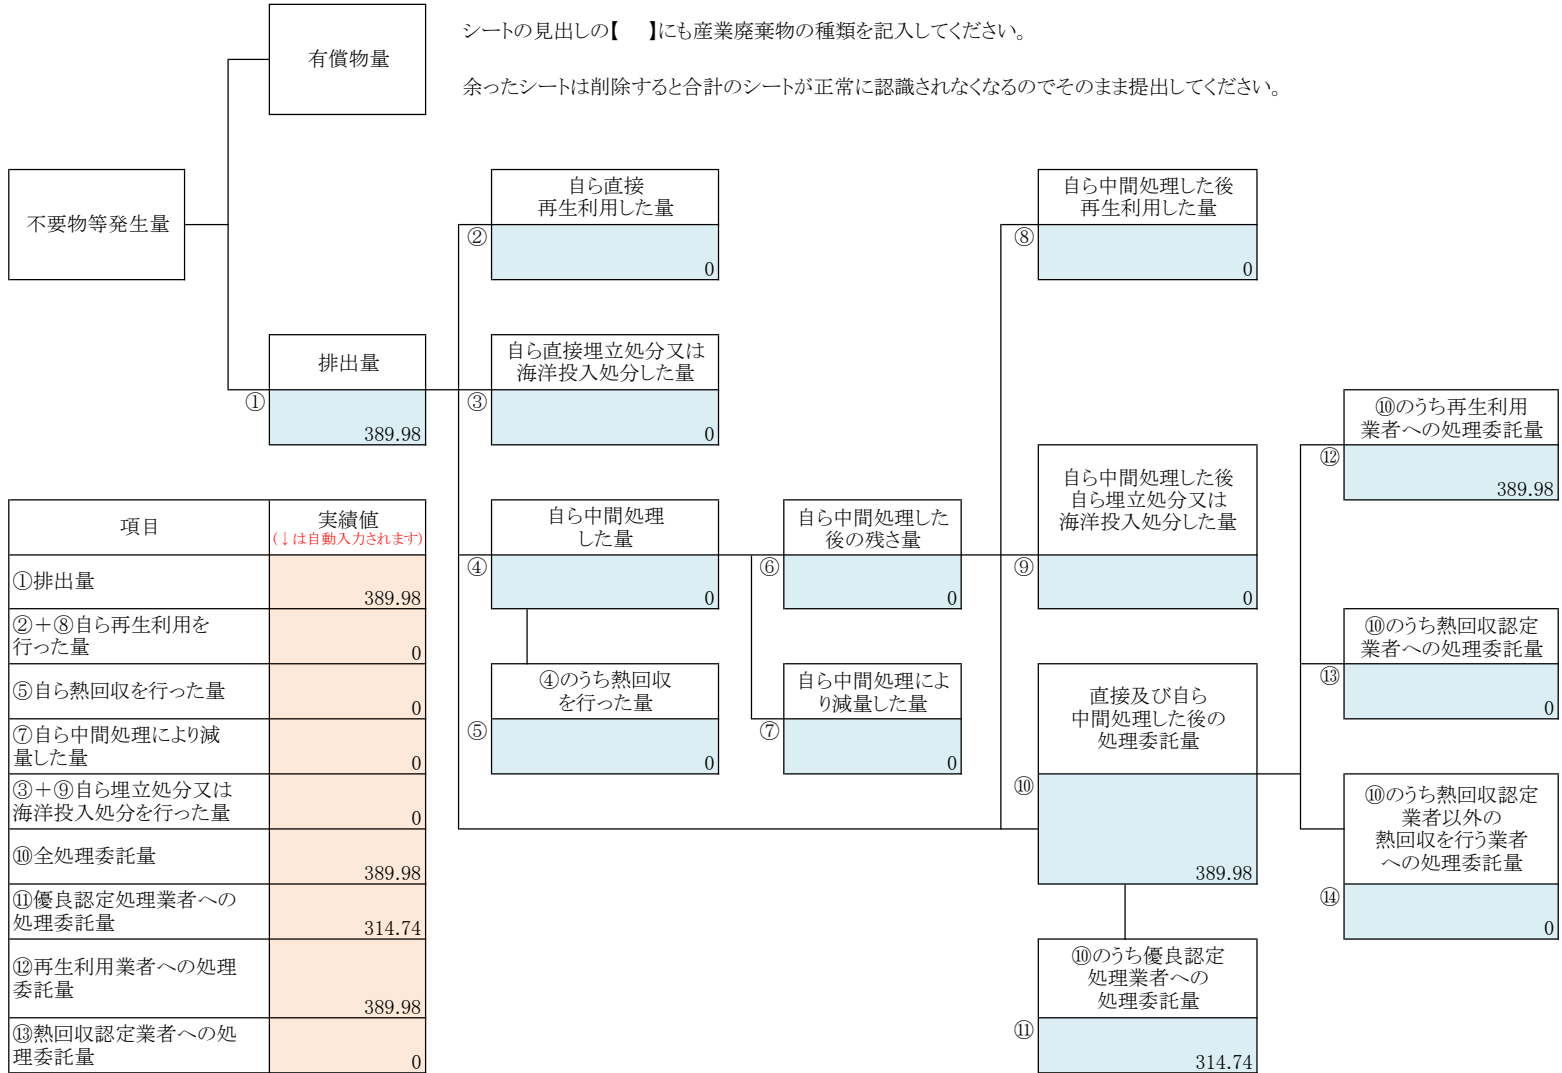 シートの見出しの【　】にも産業廃棄物の種類を記入してください。
有償物量
余ったシートは削除すると合計のシートが正常に認識されなくなるのでそのまま提出してください。
不要物等発生量
自ら直接
再生利用した量
②
0
自ら中間処理した後
再生利用した量
⑧
0
排出量
①
389.98
自ら直接埋立処分又は
海洋投入処分した量
③
0
⑩のうち再生利用
業者への処理委託量
⑫
389.98
自ら中間処理
した量
④
0
自ら中間処理した
後の残さ量
⑥
0
自ら中間処理した後
自ら埋立処分又は
海洋投入処分した量
⑨
0
⑩のうち熱回収認定
業者への処理委託量
⑬
0
④のうち熱回収
を行った量
⑤
0
自ら中間処理によ
り減量した量
⑦
0
直接及び自ら
中間処理した後の
処理委託量
⑩
389.98
⑩のうち熱回収認定
業者以外の
熱回収を行う業者
への処理委託量
⑭
0
⑩のうち優良認定
処理業者への
処理委託量
⑪
314.74
項目
実績値
(↓は自動入力されます)
①排出量
389.98
②＋⑧自ら再生利用を
行った量
0
⑤自ら熱回収を行った量
0
⑦自ら中間処理により減
量した量
0
③＋⑨自ら埋立処分又は
海洋投入処分を行った量
0
⑩全処理委託量
389.98
⑪優良認定処理業者への
処理委託量
314.74
⑫再生利用業者への処理
委託量
389.98
⑬熱回収認定業者への処
理委託量
0